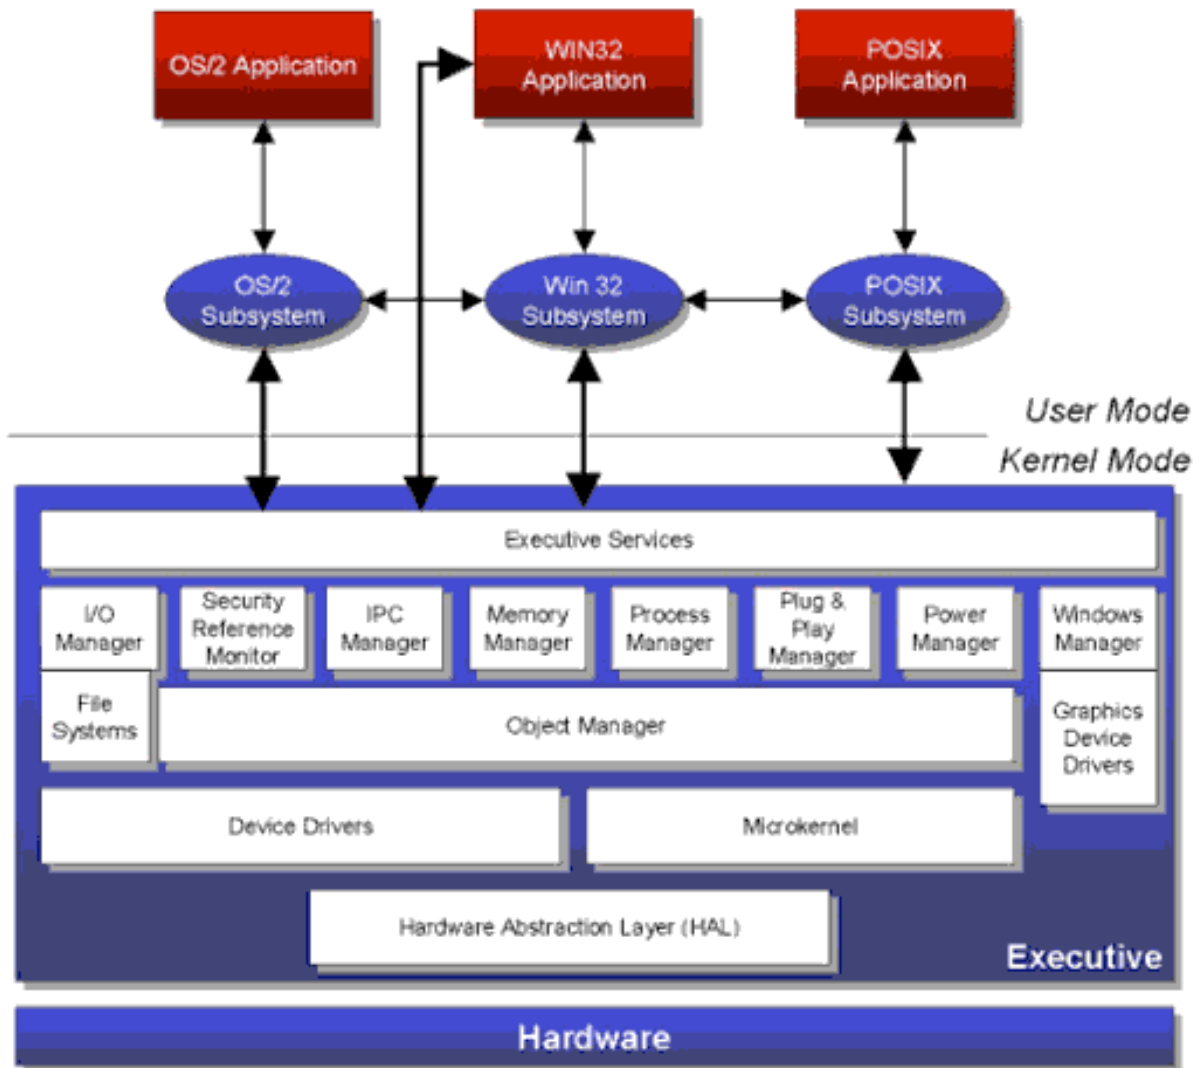 OS/2 Application
WIN32
Application
POSIX
Application
OS/2
Subsystem
Win 32
Subsystem
POSIX
Subsystem
User Mode
Kernel Mode
Executive Services
I/O
Manager
Security
Reference
Monitor
IPC
Manager
Memory
Manager
Process
Manager
Plug &
Play
Manager
Power
Manager
Windows
Manager
File
Systems
Object Manager
Graphics
Device
Drivers
Device Drivers
Microkernel
Hardware Abstraction Layer (HAL)
Executive
Hardware